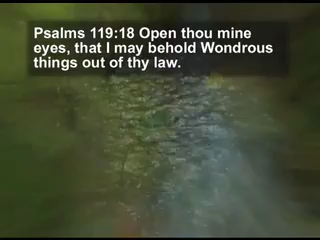 Psalms 119:18 Open thou mine
eyes, that I may behold Wondrous
things out of thy law.